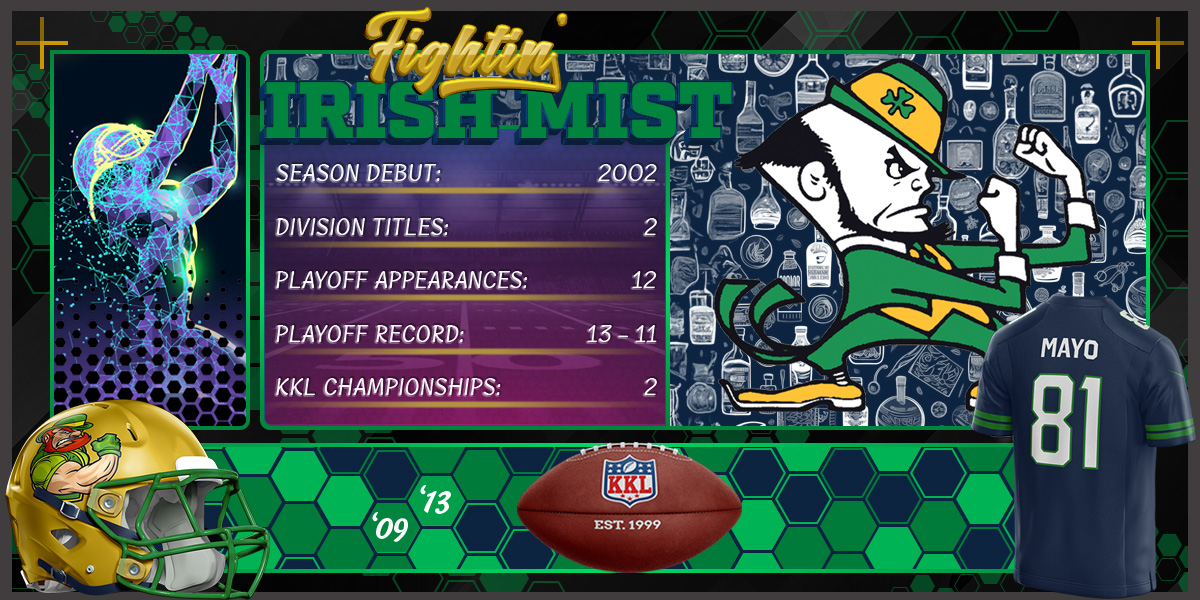 Fightin'
IRISH MIST
SEASON DEBUT: 2002
DIVISION TITLES: 2
PLAYOFF APPEARANCES: 12
PLAYOFF RECORD: 13 – 11
KKL CHAMPIONSHIPS: 2
MAYO
81
'13
'09
KKL
EST. 1999